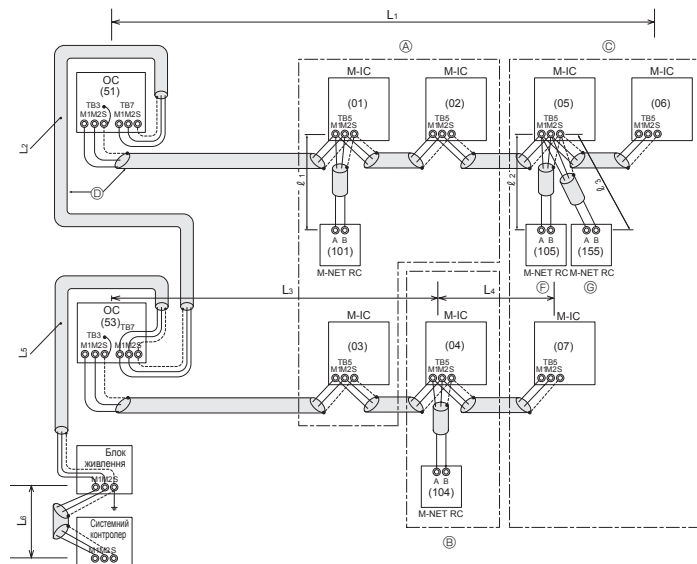 L1
Ⓐ
Ⓒ
OC
(51)
TB3
TB7
M1M2S
M1M2S
M-IC
(01)
TB5
M1M2S
M-IC
(02)
TB5
M1M2S
M-IC
(05)
TB5
M1M2S
M-IC
(06)
TB5
M1M2S
L2
Ⓓ
ℓ1
ℓ2
ℓ3
A B
(101)
M-NET RC
A B
(105)
M-NET RC
Ⓕ
A B
(155)
M-NET RC
Ⓖ
L3
L4
L5
OC
(53)
TB3
TB7
M1M2S
M1M2S
M-IC
(03)
TB5
M1M2S
M-IC
(04)
TB5
M1M2S
M-IC
(07)
TB5
M1M2S
A B
(104)
M-NET RC
Ⓑ
Блок
живлення
M1M2S
L6
Системний
контролер
M1M2S